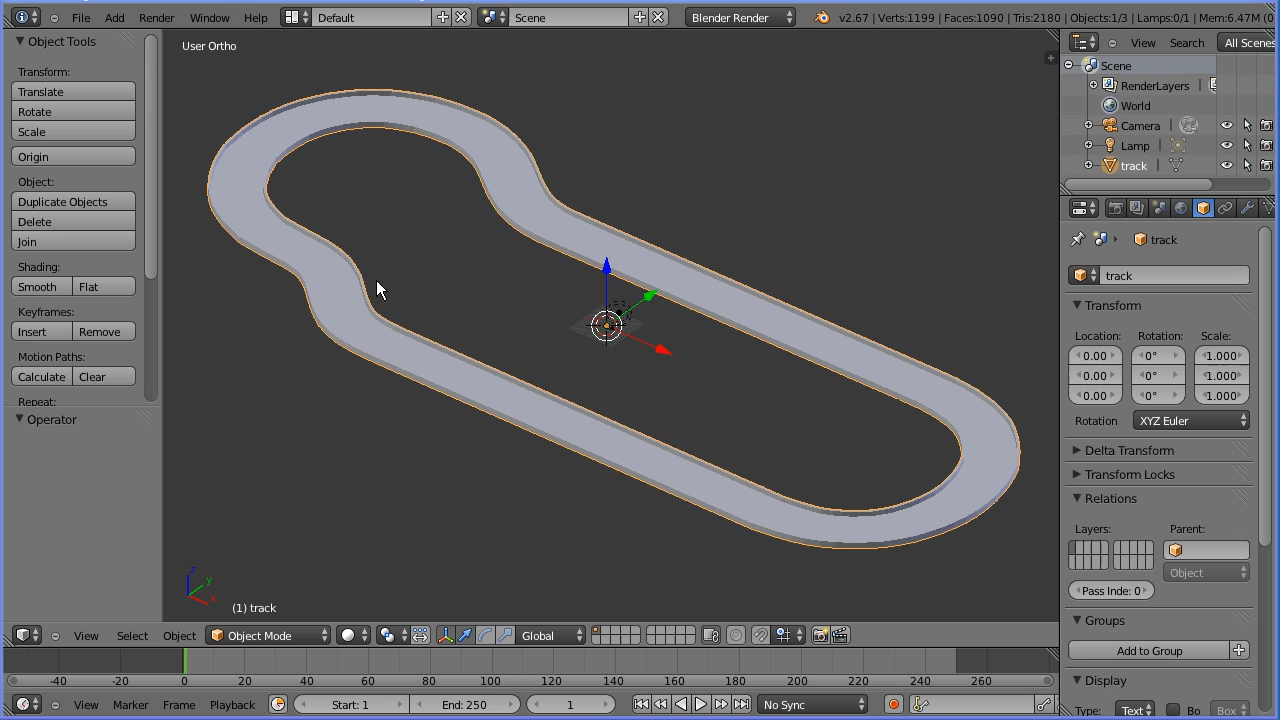 File Add Render Window Help Default Scene Blender Render v2.67 | Verts:1199 | Faces:1090 | Tris:2180 | Objects:1/3 | Lamps:0/1 | Mem:6.47M (0
Object Tools
Transform:
Translate
Rotate
Scale
Origin
Object:
Duplicate Objects
Delete
Join
Shading:
Smooth Flat
Keyframes:
Insert Remove
Motion Paths:
Calculate Clear
Repeat:
Operator
User Ortho
z
y
x
(1) track
View Select Object Object Mode Global
-40 -20 0 20 40 60 80 100 120 140 160 180 200 220 240 260
View Marker Frame Playback Start: 1 End: 250 1 No Sync
View Search All Scenes
Scene
RenderLayers |
World
Camera |
Lamp |
track |
track
track
Transform
Location: Rotation: Scale:
0.00 0° 1.000
0.00 0° 1.000
0.00 0° 1.000
Rotation XYZ Euler
Delta Transform
Transform Locks
Relations
Layers: Parent:
Object
Pass Inde: 0
Groups
Add to Group
Display
Type: Text Bo Box